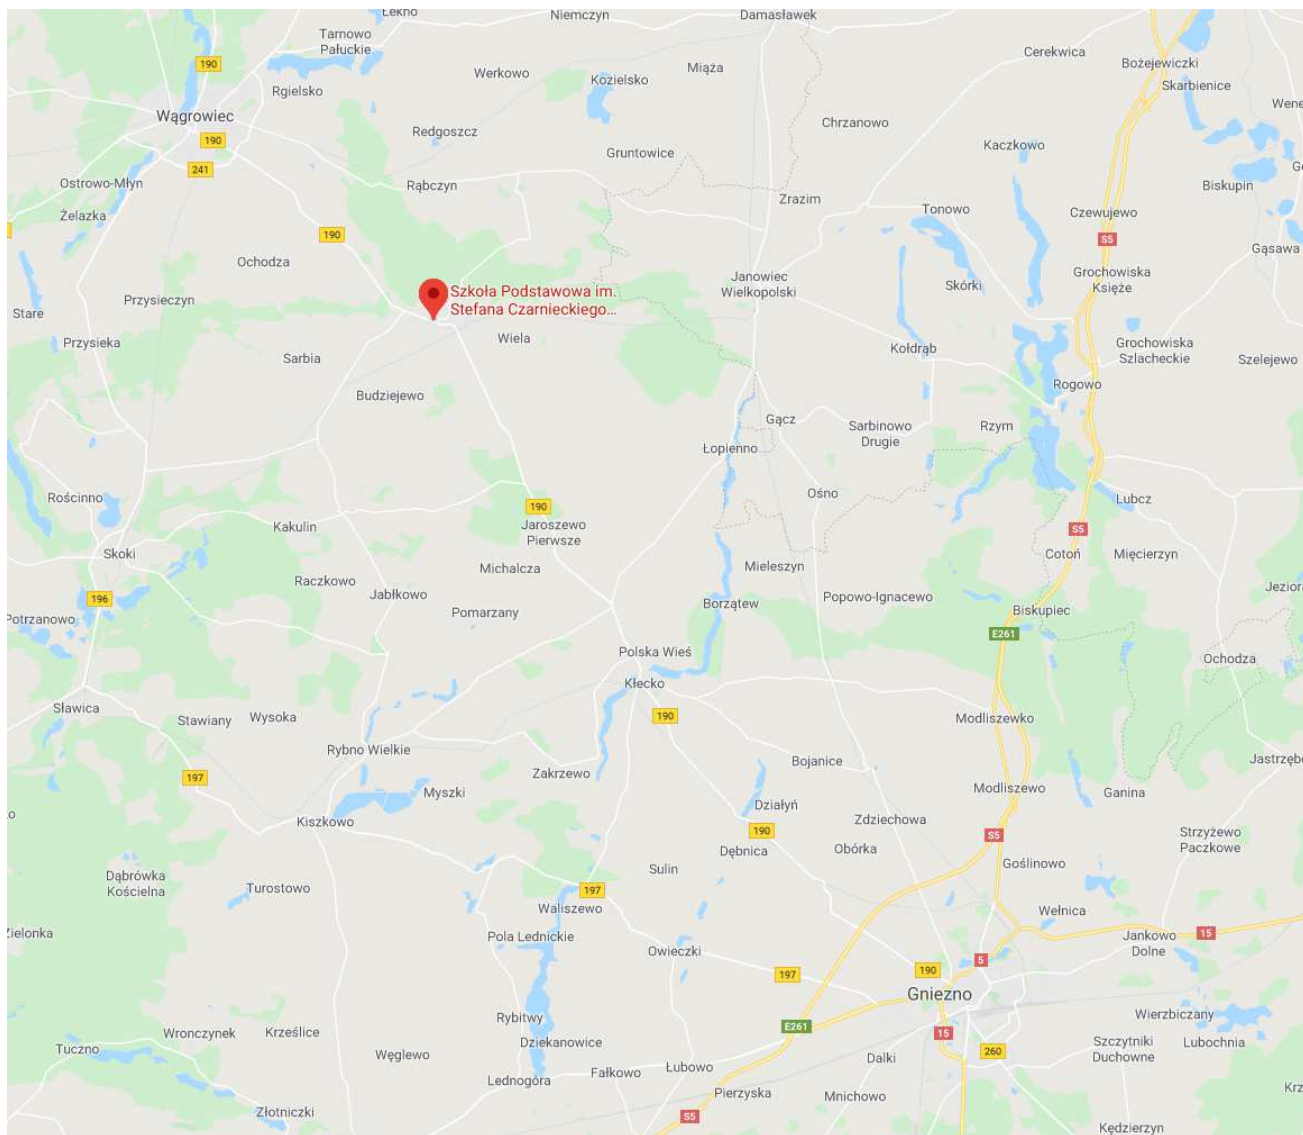 Łekno
Niemczyn
Damasławek
Tarnowo
Pałuckie
Cerekwica
Bożejewiczki
190
Rgielsko
Werkowo
Kozielsko
Miąża
Skarbienice
Wągrowiec
Wene
Redgoszcz
Chrzanowo
190
Kaczkowo
Gruntowice
241
Ostrowo-Młyn
Rąbczyn
Biskupin
Zrazim
Żelazka
Tonowo
Czewujewo
190
S5
Gąsawa
Ochodza
Janowiec
Wielkopolski
Grochowiska
Księże
Skórki
Szkoła Podstawowa im.
Stefana Czarnieckiego...
Przysieczyn
Stare
Przysieka
Wiela
Grochowiska
Szlacheckie
Sarbia
Kołdrąb
Szelejewo
Budziejewo
Rogowo
Gącz
Sarbinowo
Drugie
Rzym
Łopienno
Rościnno
Ośno
Lubcz
190
Kakulin
Jaroszewo
Pierwsze
S5
Skoki
Cotoń
Mięcierzyn
Michalcza
Mieleszyn
Raczkowo
Jabłkowo
Jezior
196
Borzątew
Popowo-Ignacewo
Potrzanowo
Pomarzany
Biskupiec
E261
Polska Wieś
Ochodza
Kłecko
Sławica
Stawiany
Wysoka
190
Modliszewko
Rybno Wielkie
Bojanice
Jastrzębo
Zakrzewo
197
Myszki
Modliszewo
Ganina
Działyń
Kiszkowo
Zdziechowa
190
S5
Strzyżewo
Paczkowe
Dębnica
Obórka
Goślinowo
Sulin
Dąbrówka
Kościelna
Turostowo
197
Waliszewo
Wełnica
Zielonka
Pola Lednickie
15
Jankowo
Dolne
Owieczki
5
197
190
Gniezno
Rybitwy
Wierzbiczany
E261
Wronczynek
Krześlice
15
Dziekanowice
Szczytniki
Duchowne
Lubochnia
Tuczno
Węglewo
260
Dalki
Łubowo
Fałkowo
Lednogóra
Krz
Pierzyska
Mnichowo
Złotniczki
S5
Kędzierzyn